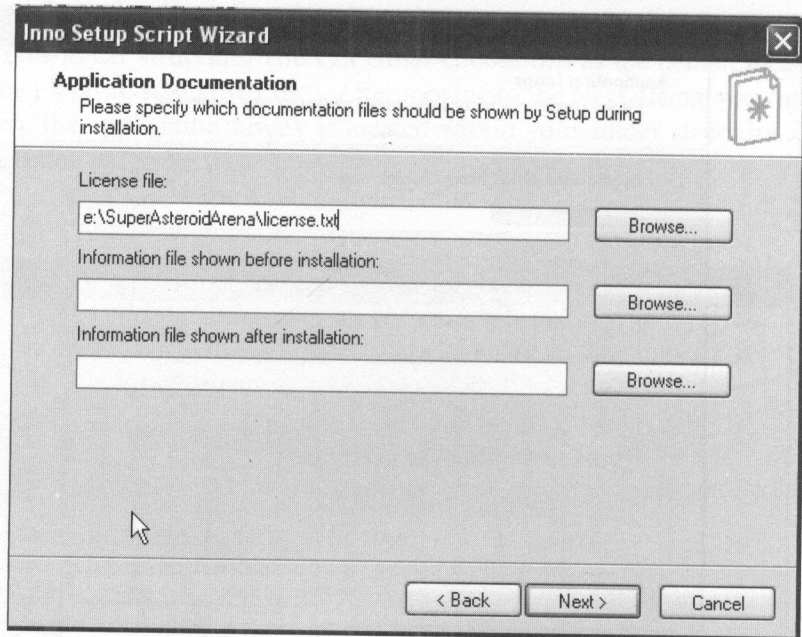 Inno Setup Script Wizard
Application Documentation
Please specify which documentation files should be shown by Setup during
installation.
License file:
e:\SuperAsteroidArena\license.txt
Browse...
Information file shown before installation:
Browse...
Information file shown after installation:
Browse...
< Back
Next >
Cancel